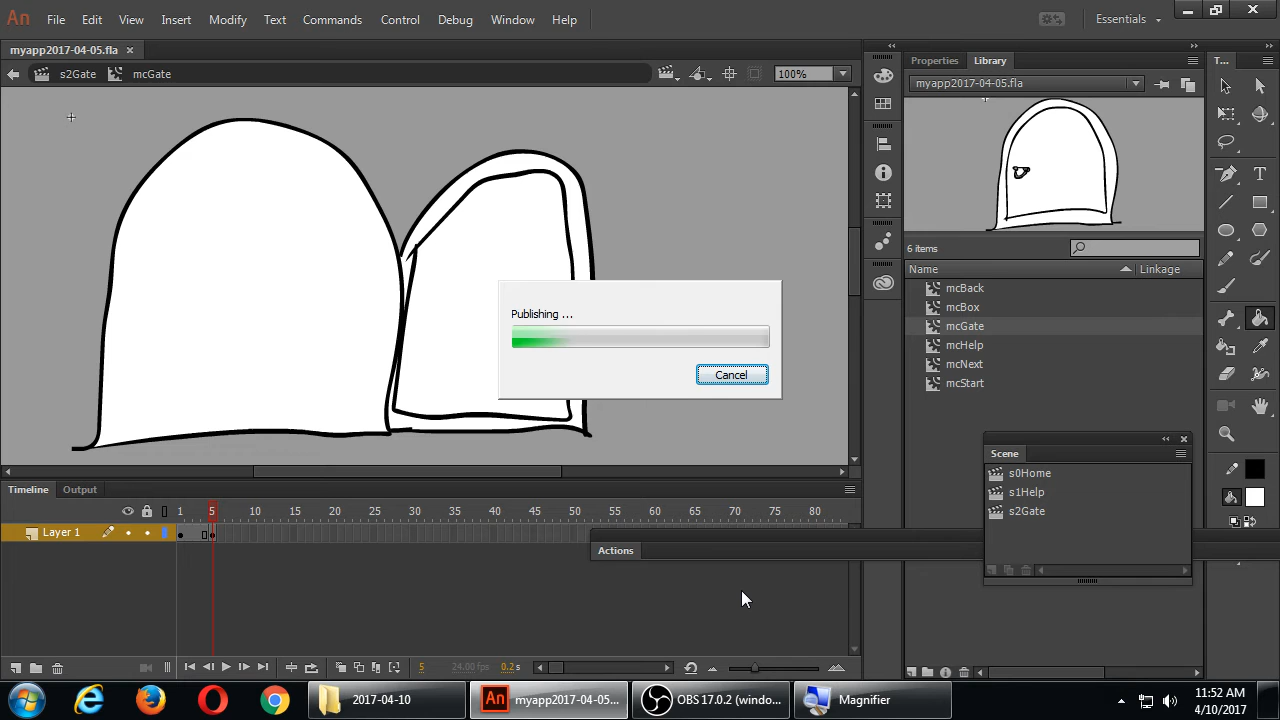 An File Edit View Insert Modify Text Commands Control Debug Window Help Essentials
myapp2017-04-05.fla ×
s2Gate mcGate 100%
Properties Library T...
myapp2017-04-05.fla
6 items
Name Linkage
mcBack
mcBox
mcGate
mcHelp
mcNext
mcStart
Publishing ...
Cancel
Scene
s0Home
s1Help
s2Gate
Timeline Output
1 5 10 15 20 25 30 35 40 45 50 55 60 65 70 75 80
Layer 1
Actions
5 24.00 fps 0.2 s
2017-04-10
An myapp2017-04-05...
OBS 17.0.2 (windo...
Magnifier
11:52 AM
4/10/2017